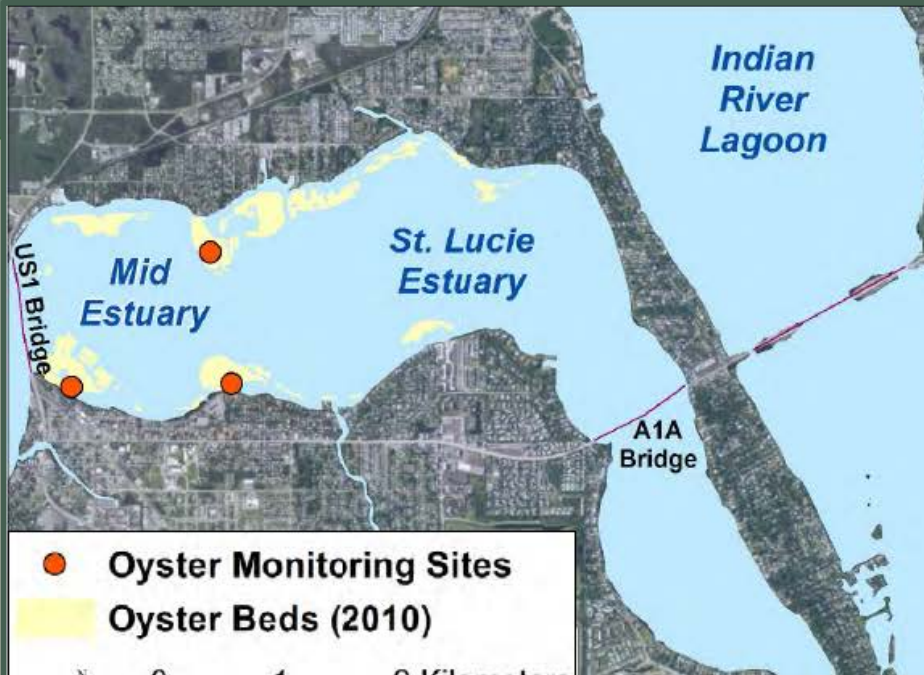 Indian
River
Lagoon
St. Lucie
Estuary
Mid
Estuary
US1 Bridge
A1A
Bridge
Oyster Monitoring Sites
Oyster Beds (2010)